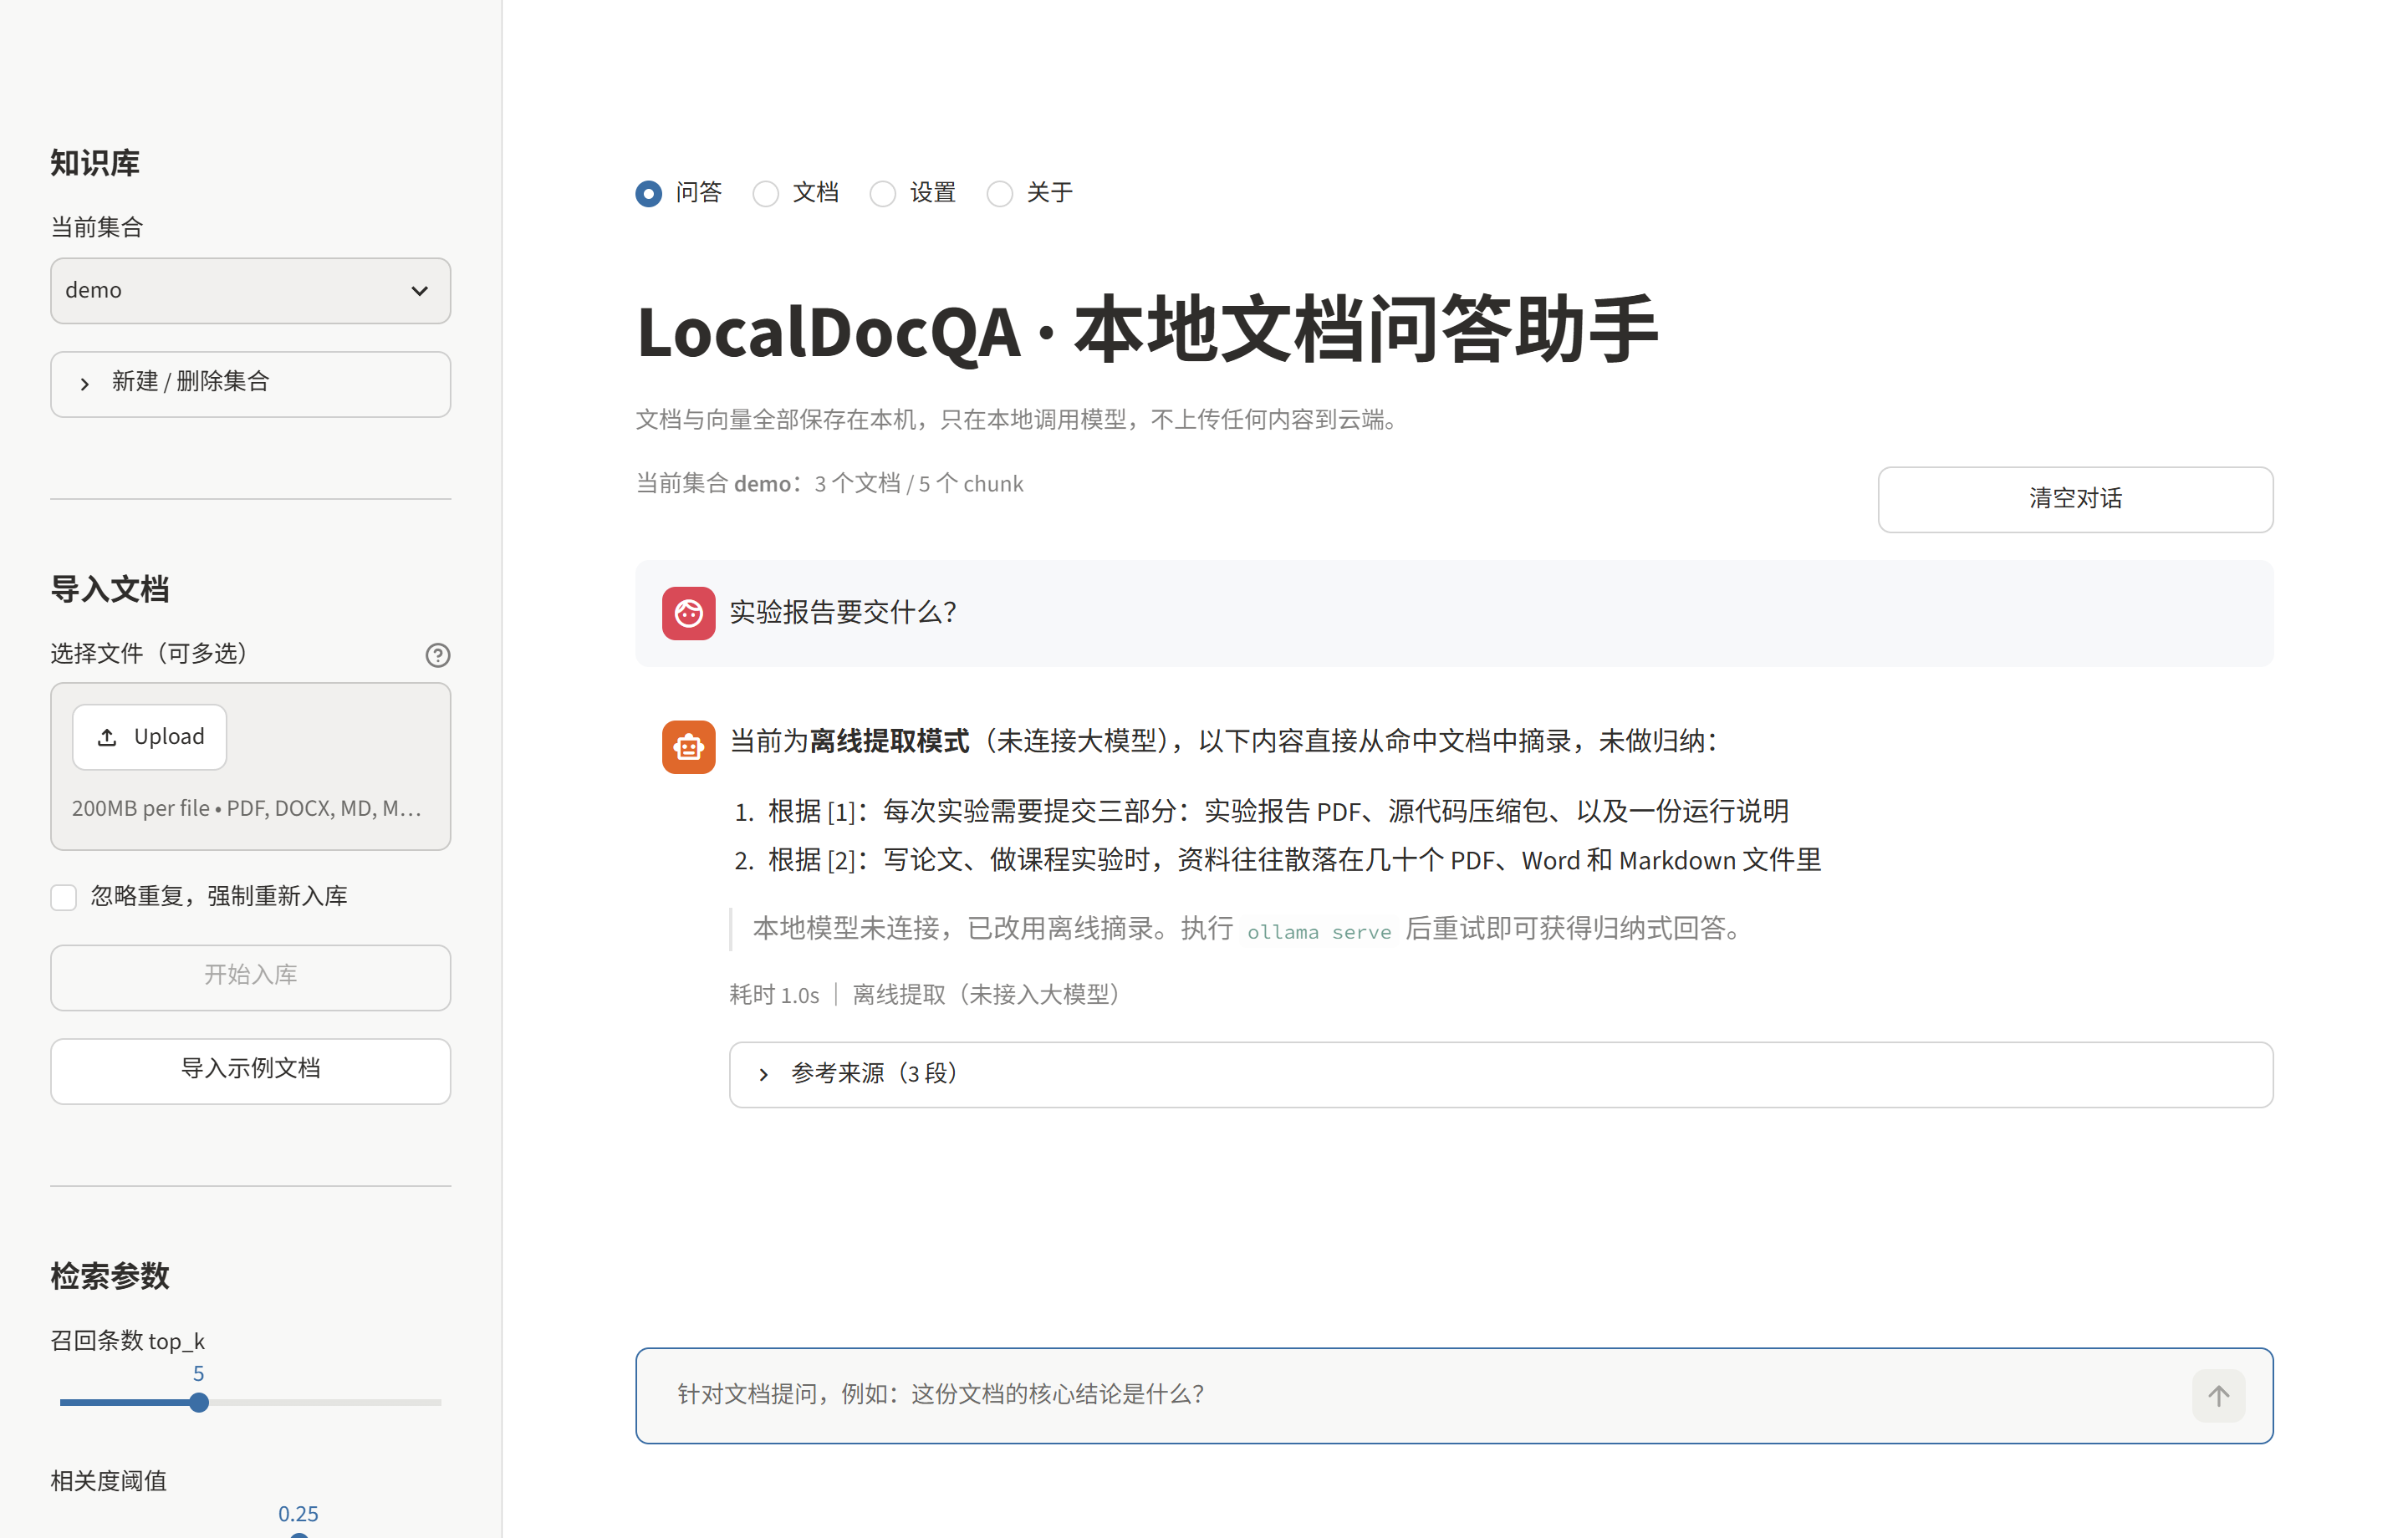 知识库
当前集合
demo
新建 / 删除集合
导入文档
选择文件（可多选）
Upload
200MB per file • PDF, DOCX, MD, M...
忽略重复，强制重新入库
开始入库
导入示例文档
检索参数
召回条数 top_k
5
相关度阈值
0.25
问答 文档 设置 关于
LocalDocQA · 本地文档问答助手
文档与向量全部保存在本机，只在本地调用模型，不上传任何内容到云端。
当前集合 demo：3 个文档 / 5 个 chunk
清空对话
实验报告要交什么？
当前为离线提取模式（未连接大模型），以下内容直接从命中文档中摘录，未做归纳：
1. 根据 [1]：每次实验需要提交三部分：实验报告 PDF、源代码压缩包、以及一份运行说明
2. 根据 [2]：写论文、做课程实验时，资料往往散落在几十个 PDF、Word 和 Markdown 文件里
本地模型未连接，已改用离线摘录。执行 ollama serve 后重试即可获得归纳式回答。
耗时 1.0s ｜ 离线提取（未接入大模型）
参考来源（3 段）
针对文档提问，例如：这份文档的核心结论是什么？